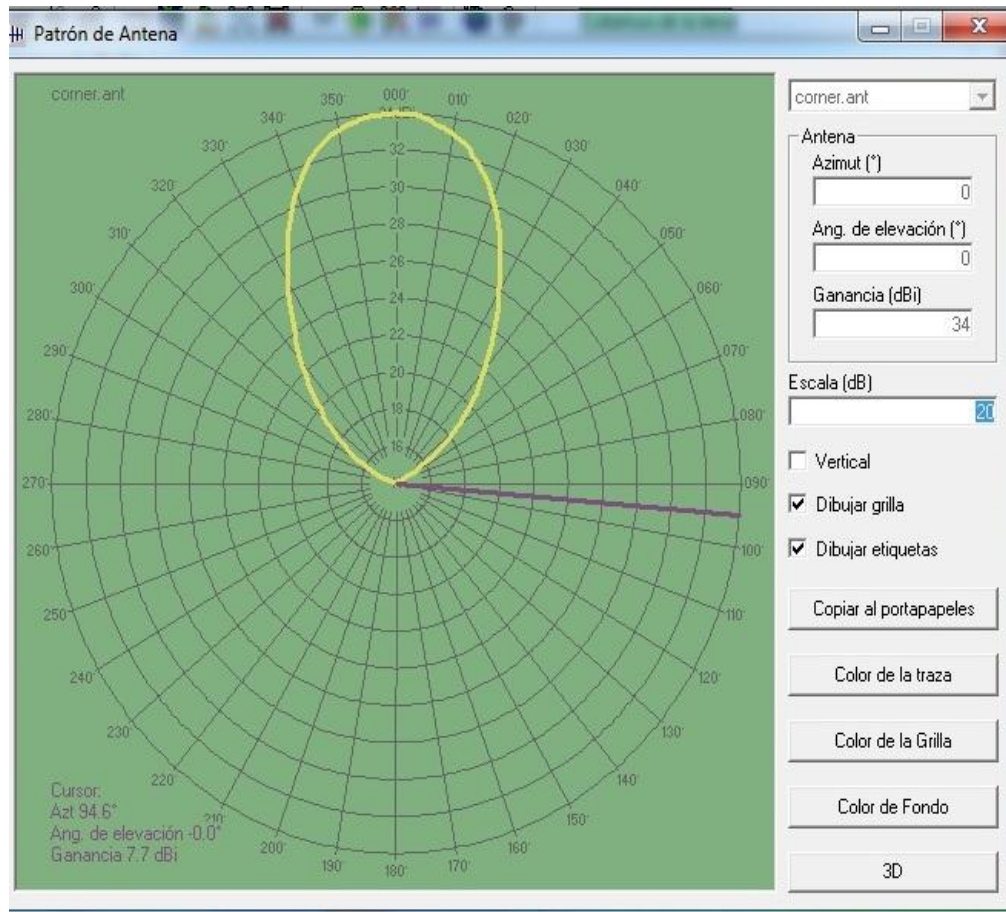 Patrón de Antena
corner.ant
000°
350°
010°
340°
020°
330°
030°
320°
040°
310°
050°
300°
060°
290°
070°
280°
080°
270°
090°
260°
100°
250°
110°
240°
120°
230°
130°
220°
140°
210°
150°
200°
160°
190°
170°
180°
32
30
28
26
24
22
20
18
16
Cursor:
Azt 94.6°
Ang. de elevación -0.0°
Ganancia 7.7 dBi
corner.ant
Antena
Azimut (°)
0
Ang. de elevación (°)
0
Ganancia (dBi)
34
Escala (dB)
20
Vertical
Dibujar grilla
Dibujar etiquetas
Copiar al portapapeles
Color de la traza
Color de la Grilla
Color de Fondo
3D